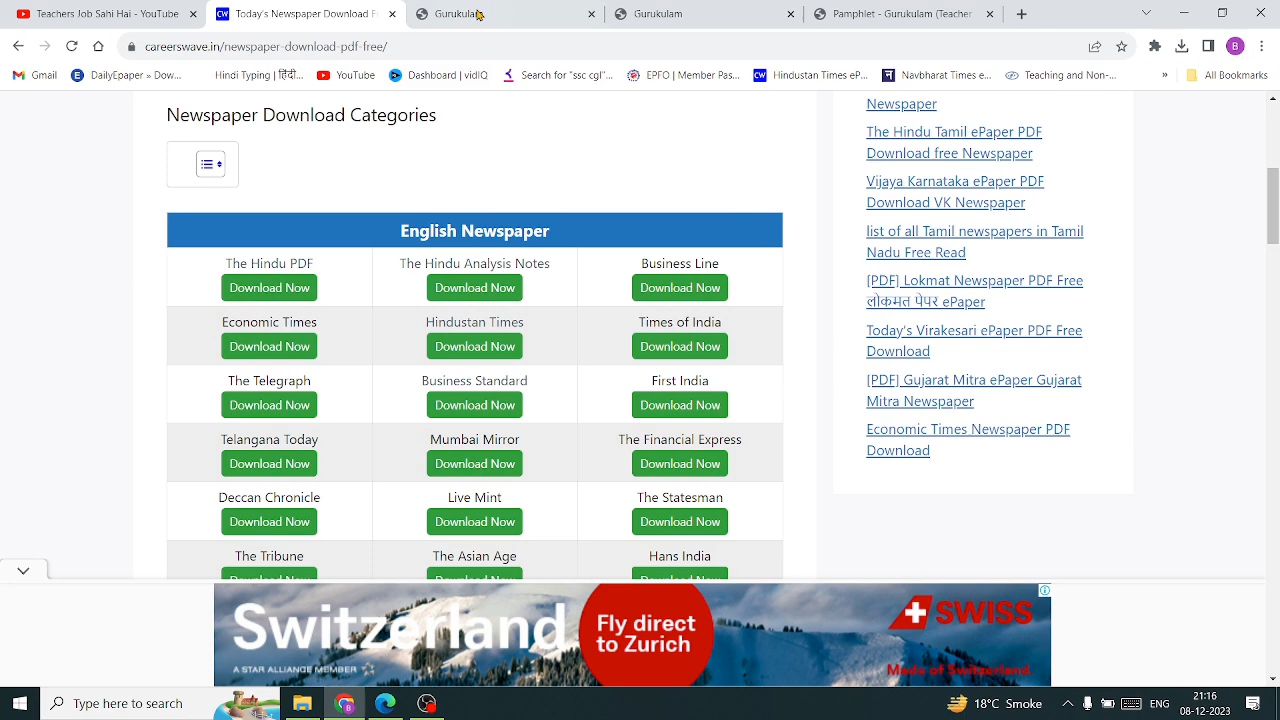 Teachers Job Sahi Hai - YouTube
Today's Newspaper Download F
Gurukula
Pamphlet - Gurukulam (Teacher
careerswave.in/newspaper-download-pdf-free/
B
Gmail
DailyEpaper » Dow...
Hindi Typing | हिंदी...
YouTube
Dashboard | vidIQ
Search for "ssc cgl"...
EPFO | Member Pas...
Hindustan Times eP...
Navbharat Times e...
Teaching and Non-...
»
All Bookmarks
Newspaper Download Categories
English Newspaper
The Hindu PDF
Download Now
The Hindu Analysis Notes
Download Now
Business Line
Download Now
Economic Times
Download Now
Hindustan Times
Download Now
Times of India
Download Now
The Telegraph
Download Now
Business Standard
Download Now
First India
Download Now
Telangana Today
Download Now
Mumbai Mirror
Download Now
The Financial Express
Download Now
Deccan Chronicle
Download Now
Live Mint
Download Now
The Statesman
Download Now
The Tribune
Download Now
The Asian Age
Download Now
Hans India
Download Now
Newspaper
The Hindu Tamil ePaper PDF
Download free Newspaper
Vijaya Karnataka ePaper PDF
Download VK Newspaper
list of all Tamil newspapers in Tamil
Nadu Free Read
[PDF] Lokmat Newspaper PDF Free
लोकमत पेपर ePaper
Today's Virakesari ePaper PDF Free
Download
[PDF] Gujarat Mitra ePaper Gujarat
Mitra Newspaper
Economic Times Newspaper PDF
Download
Switzerland
A STAR ALLIANCE MEMBER
Fly direct
to Zurich
SWISS
Made of Switzerland.
Type here to search
18°C Smoke
ENG
21:16
08-12-2023